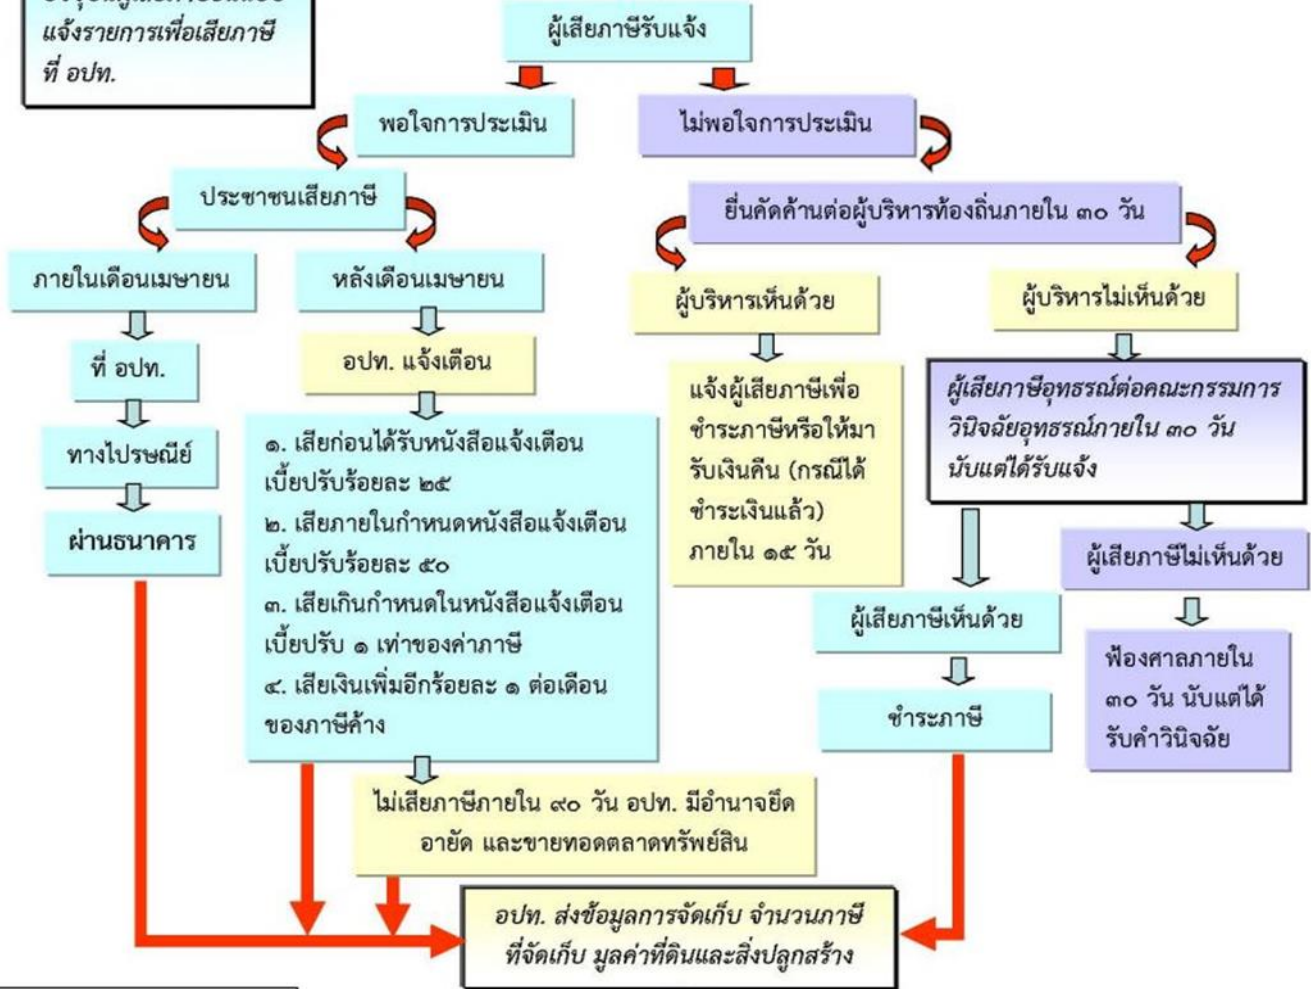 แจ้งรายการเพื่อเสียภาษี
ที่ อปท.
ผู้เสียภาษีรับแจ้ง
พอใจการประเมิน
ไม่พอใจการประเมิน
ประชาชนเสียภาษี
ยื่นคัดค้านต่อผู้บริหารท้องถิ่นภายใน ๓๐ วัน
ภายในเดือนเมษายน
หลังเดือนเมษายน
ผู้บริหารเห็นด้วย
ผู้บริหารไม่เห็นด้วย
ที่ อปท.
ทางไปรษณีย์
ผ่านธนาคาร
อปท. แจ้งเตือน
๑. เสียก่อนได้รับหนังสือแจ้งเตือน
เบี้ยปรับร้อยละ ๒๕
๒. เสียภายในกำหนดหนังสือแจ้งเตือน
เบี้ยปรับร้อยละ ๕๐
๓. เสียเกินกำหนดในหนังสือแจ้งเตือน
เบี้ยปรับ ๑ เท่าของค่าภาษี
๔. เสียเงินเพิ่มอีกร้อยละ ๑ ต่อเดือน
ของภาษีค้าง
แจ้งผู้เสียภาษีเพื่อ
ชำระภาษีหรือให้มา
รับเงินคืน (กรณีได้
ชำระเงินแล้ว)
ภายใน ๑๕ วัน
ผู้เสียภาษีอุทธรณ์ต่อคณะกรรมการ
วินิจฉัยอุทธรณ์ภายใน ๓๐ วัน
นับแต่ได้รับแจ้ง
ผู้เสียภาษีเห็นด้วย
ชำระภาษี
ผู้เสียภาษีไม่เห็นด้วย
ฟ้องศาลภายใน
๓๐ วัน นับแต่ได้
รับคำวินิจฉัย
ไม่เสียภาษีภายใน ๙๐ วัน อปท. มีอำนาจยึด
อายัด และขายทอดตลาดทรัพย์สิน
อปท. ส่งข้อมูลการจัดเก็บ จำนวนภาษี
ที่จัดเก็บ มูลค่าที่ดินและสิ่งปลูกสร้าง